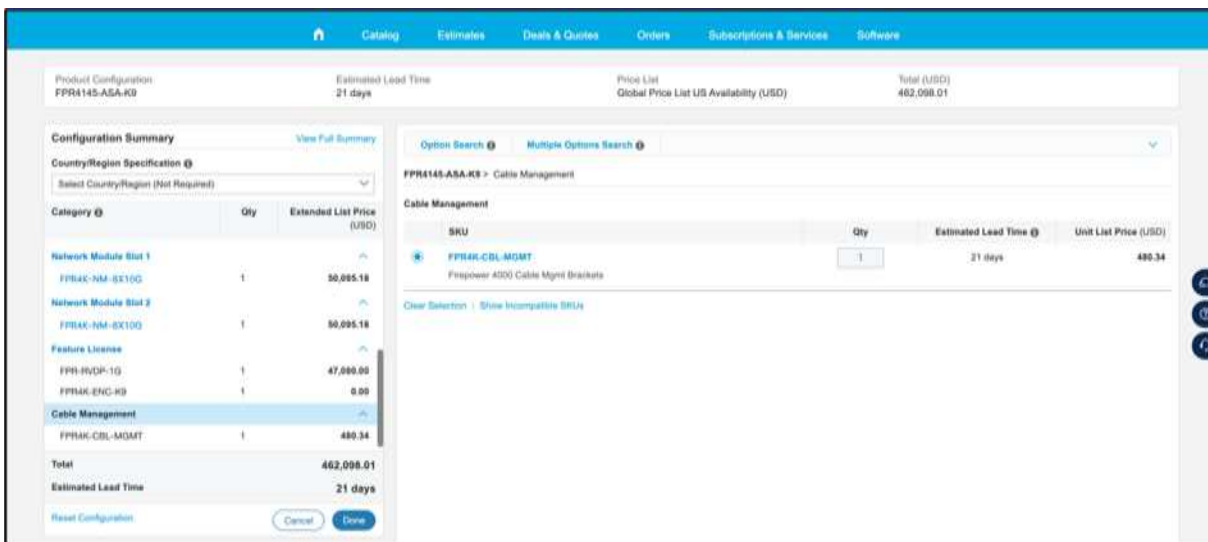 Catalog Estimates Deals & Quotes Orders Subscriptions & Services Software
Product Configuration
FPR4145-ASA-K9
Estimated Lead Time
21 days
Price List
Global Price List US Availability (USD)
Total (USD)
462,098.01
Configuration Summary View Full Summary
Country/Region Specification
Select Country/Region (Not Required)
Category Qty Extended List Price
(USD)
Network Module Slot 1
FPR4K-NM-8X10G 1 50,095.18
Network Module Slot 2
FPR4K-NM-8X10G 1 50,095.18
Feature License
FPR-RVDP-1G 1 47,000.00
FPR4K-ENC-K9 1 0.00
Cable Management
FPR4K-CBL-MGMT 1 480.34
Total 462,098.01
Estimated Lead Time 21 days
Reset Configuration Cancel Done
Option Search Multiple Options Search
FPR4145-ASA-K9 > Cable Management
Cable Management
SKU Qty Estimated Lead Time Unit List Price (USD)
FPR4K-CBL-MGMT 1 21 days 480.34
Firepower 4000 Cable Mgmt Brackets
Clear Selection | Show Incompatible SKUs